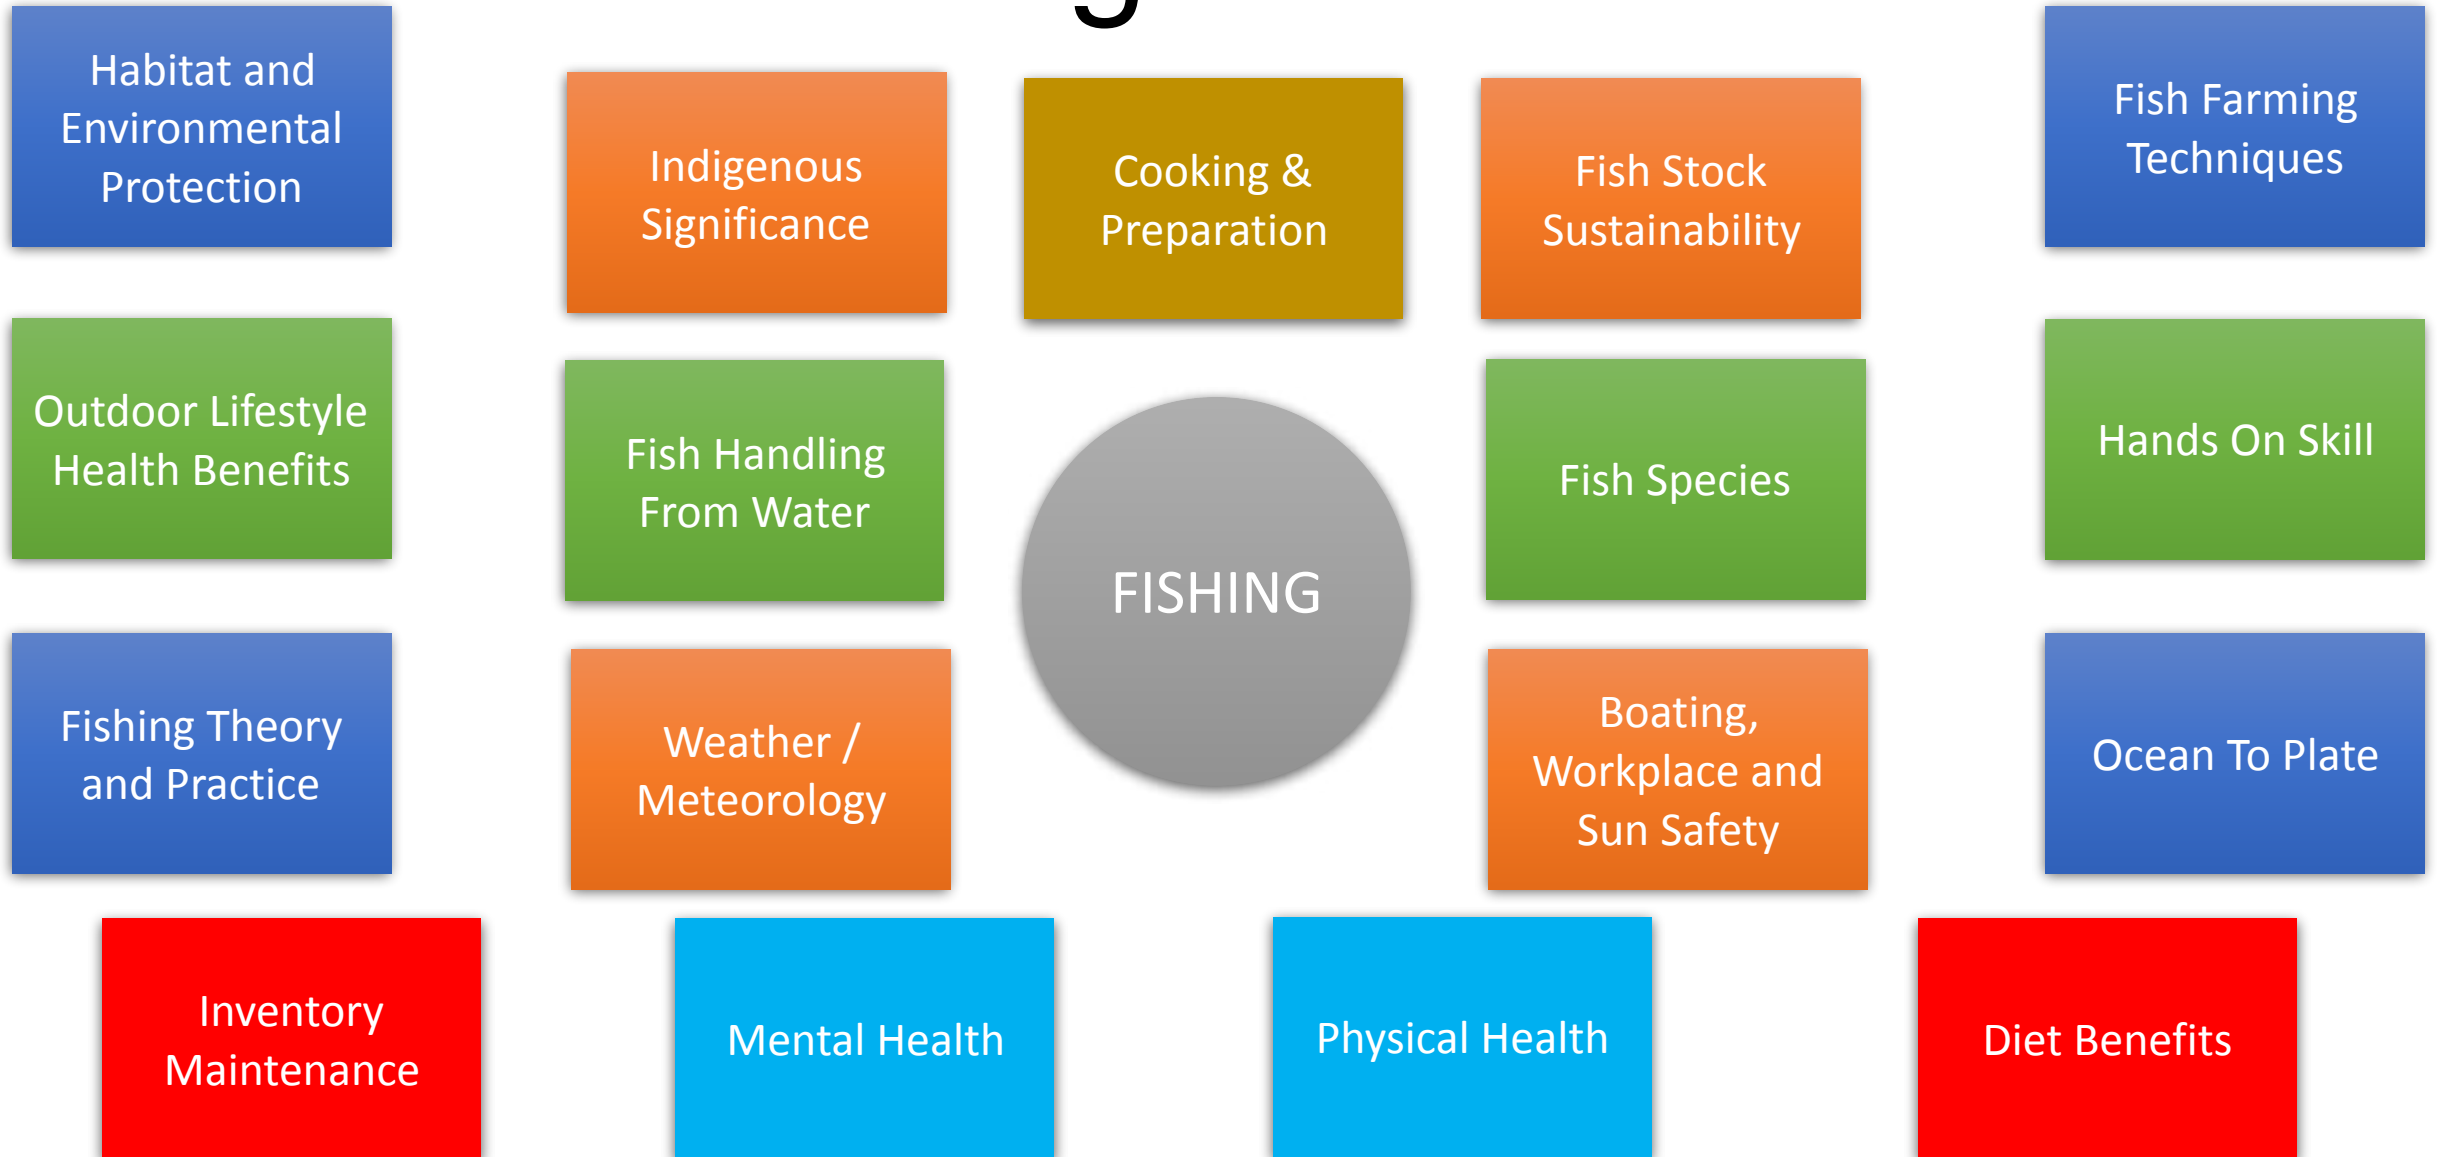 Habitat and
Environmental
Protection
Indigenous
Significance
Cooking &
Preparation
Fish Stock
Sustainability
Fish Farming
Techniques
Outdoor Lifestyle
Health Benefits
Fish Handling
From Water
FISHING
Fish Species
Hands On Skill
Fishing Theory
and Practice
Weather /
Meteorology
Boating,
Workplace and
Sun Safety
Ocean To Plate
Inventory
Maintenance
Mental Health
Physical Health
Diet Benefits